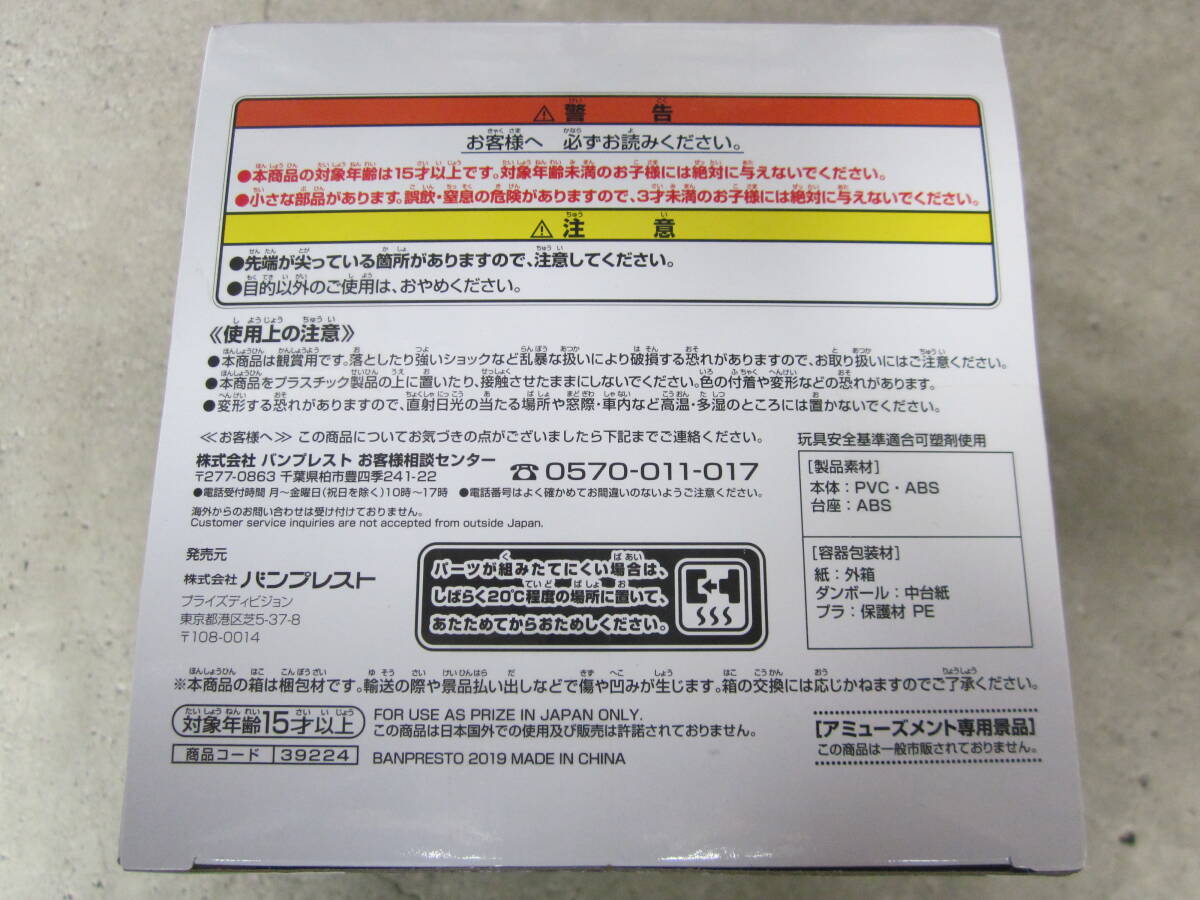 ⚠警告
お客様へ 必ずお読みください。
●本商品の対象年齢は15才以上です。対象年齢未満のお子様には絶対に与えないでください。
●小さな部品があります。誤飲・窒息の危険がありますので、3才未満のお子様には絶対に与えないでください。
⚠注意
●先端が尖っている箇所がありますので、注意してください。
●目的以外のご使用は、おやめください。
《使用上の注意》
●本商品は観賞用です。落としたり強いショックなど乱暴な扱いにより破損する恐れがありますので、お取り扱いにはご注意ください。
●本商品をプラスチック製品の上に置いたり、接触させたままにしないでください。色の付着や変形などの恐れがあります。
●変形する恐れがありますので、直射日光の当たる場所や窓際・車内など高温・多湿のところには置かないでください。
≪お客様へ≫ この商品についてお気づきの点がございましたら下記までご連絡ください。
株式会社 バンプレスト お客様相談センター
〒277-0863 千葉県柏市豊四季241-22
☎0570-011-017
●電話受付時間 月〜金曜日(祝日を除く)10時〜17時 ●電話番号はよく確かめてお間違いのないようご注意ください。
海外からのお問い合わせは受け付けておりません。
Customer service inquiries are not accepted from outside Japan.
玩具安全基準適合可塑剤使用
[製品素材]
本体：PVC・ABS
台座：ABS
[容器包装材]
紙：外箱
ダンボール：中台紙
プラ：保護材 PE
発売元
株式会社 バンプレスト
プライズディビジョン
東京都港区芝5-37-8
〒108-0014
パーツが組みたてにくい場合は、
しばらく20℃程度の場所に置いて、
あたためてからおためしください。
※本商品の箱は梱包材です。輸送の際や景品払い出しなどで傷や凹みが生じます。箱の交換には応じかねますのでご了承ください。
対象年齢15才以上
FOR USE AS PRIZE IN JAPAN ONLY.
この商品は日本国外での使用及び販売は許諾されておりません。
商品コード 39224
BANPRESTO 2019 MADE IN CHINA
[アミューズメント専用景品]
この商品は一般市販されておりません。